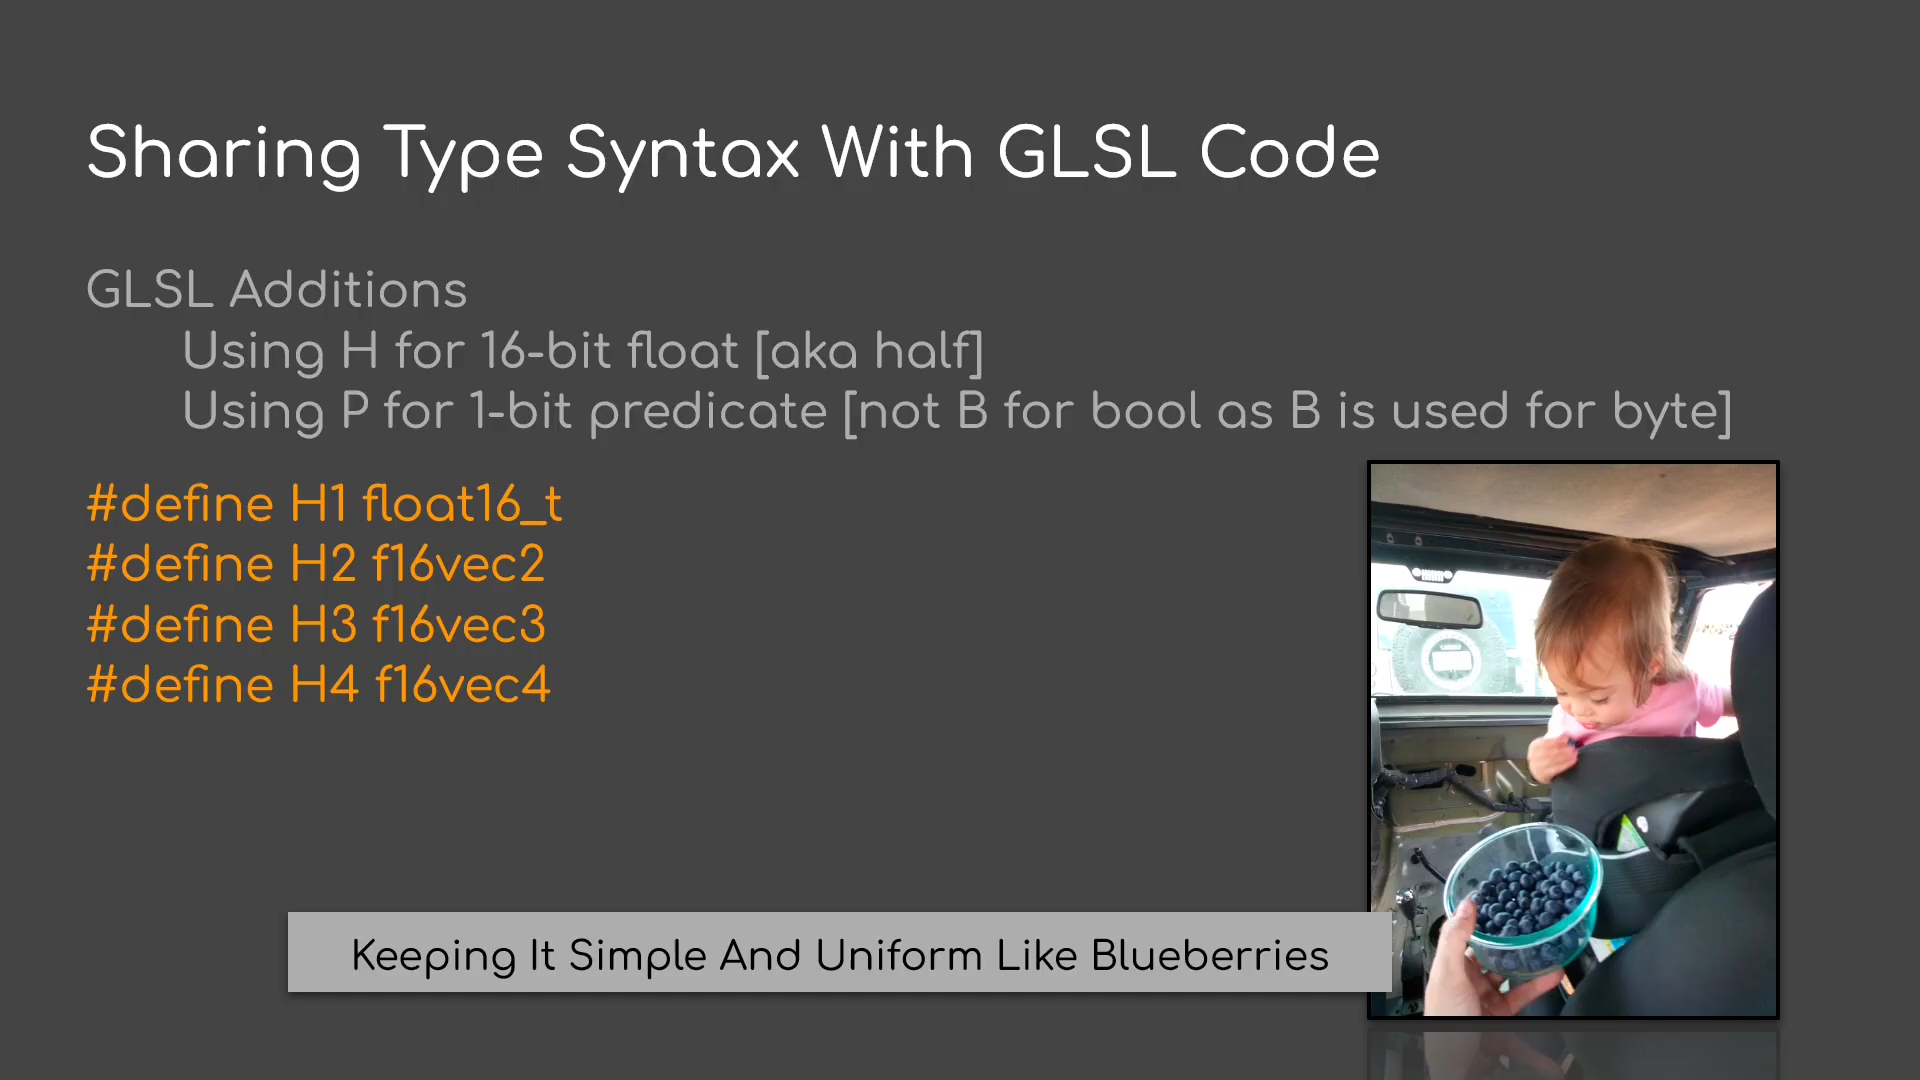 Sharing Type Syntax With GLSL Code
GLSL Additions
Using H for 16-bit float [aka half]
Using P for 1-bit predicate [not B for bool as B is used for byte]
#define H1 float16_t
#define H2 f16vec2
#define H3 f16vec3
#define H4 f16vec4
Keeping It Simple And Uniform Like Blueberries